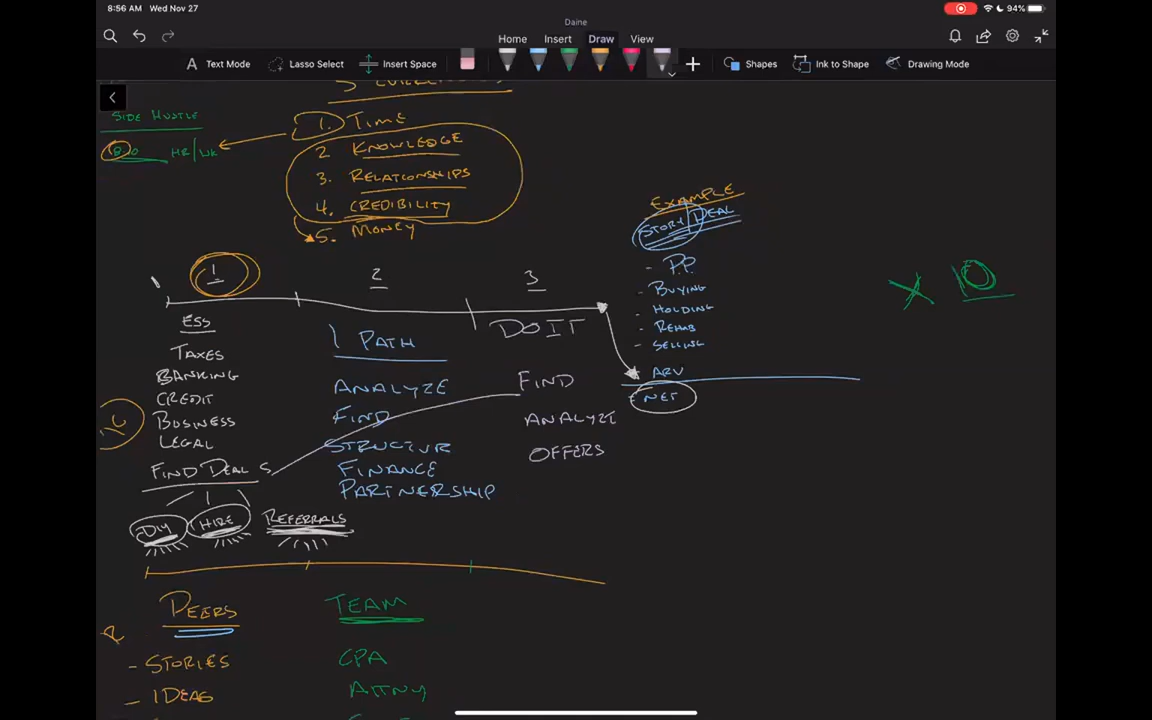 8:56 AM Wed Nov 27
94%
Daine
Home Insert Draw View
Text Mode Lasso Select Insert Space Shapes Ink to Shape Drawing Mode
SIDE HUSTLE
HR/WK
1. TIME
2 KNOWLEDGE
3. RELATIONSHIPS
4. CREDIBILITY
5. MONEY
EXAMPLE
STORY/DEAL
- P.P.
- BUYING
- HOLDING
- REHAB
- SELLING
- ARV
- NET
X 10
1 2 3
ESS
TAXES
BANKING
CREDIT
BUSINESS
LEGAL
FIND DEALS
DIY HIRE REFERRALS
1 PATH
ANALYZE
FIND
STRUCTUR
FINANCE
PARTNERSHIP
DO IT
FIND
ANALYZE
OFFERS
PEERS
- STORIES
- IDEAS
TEAM
CPA
ATTNY